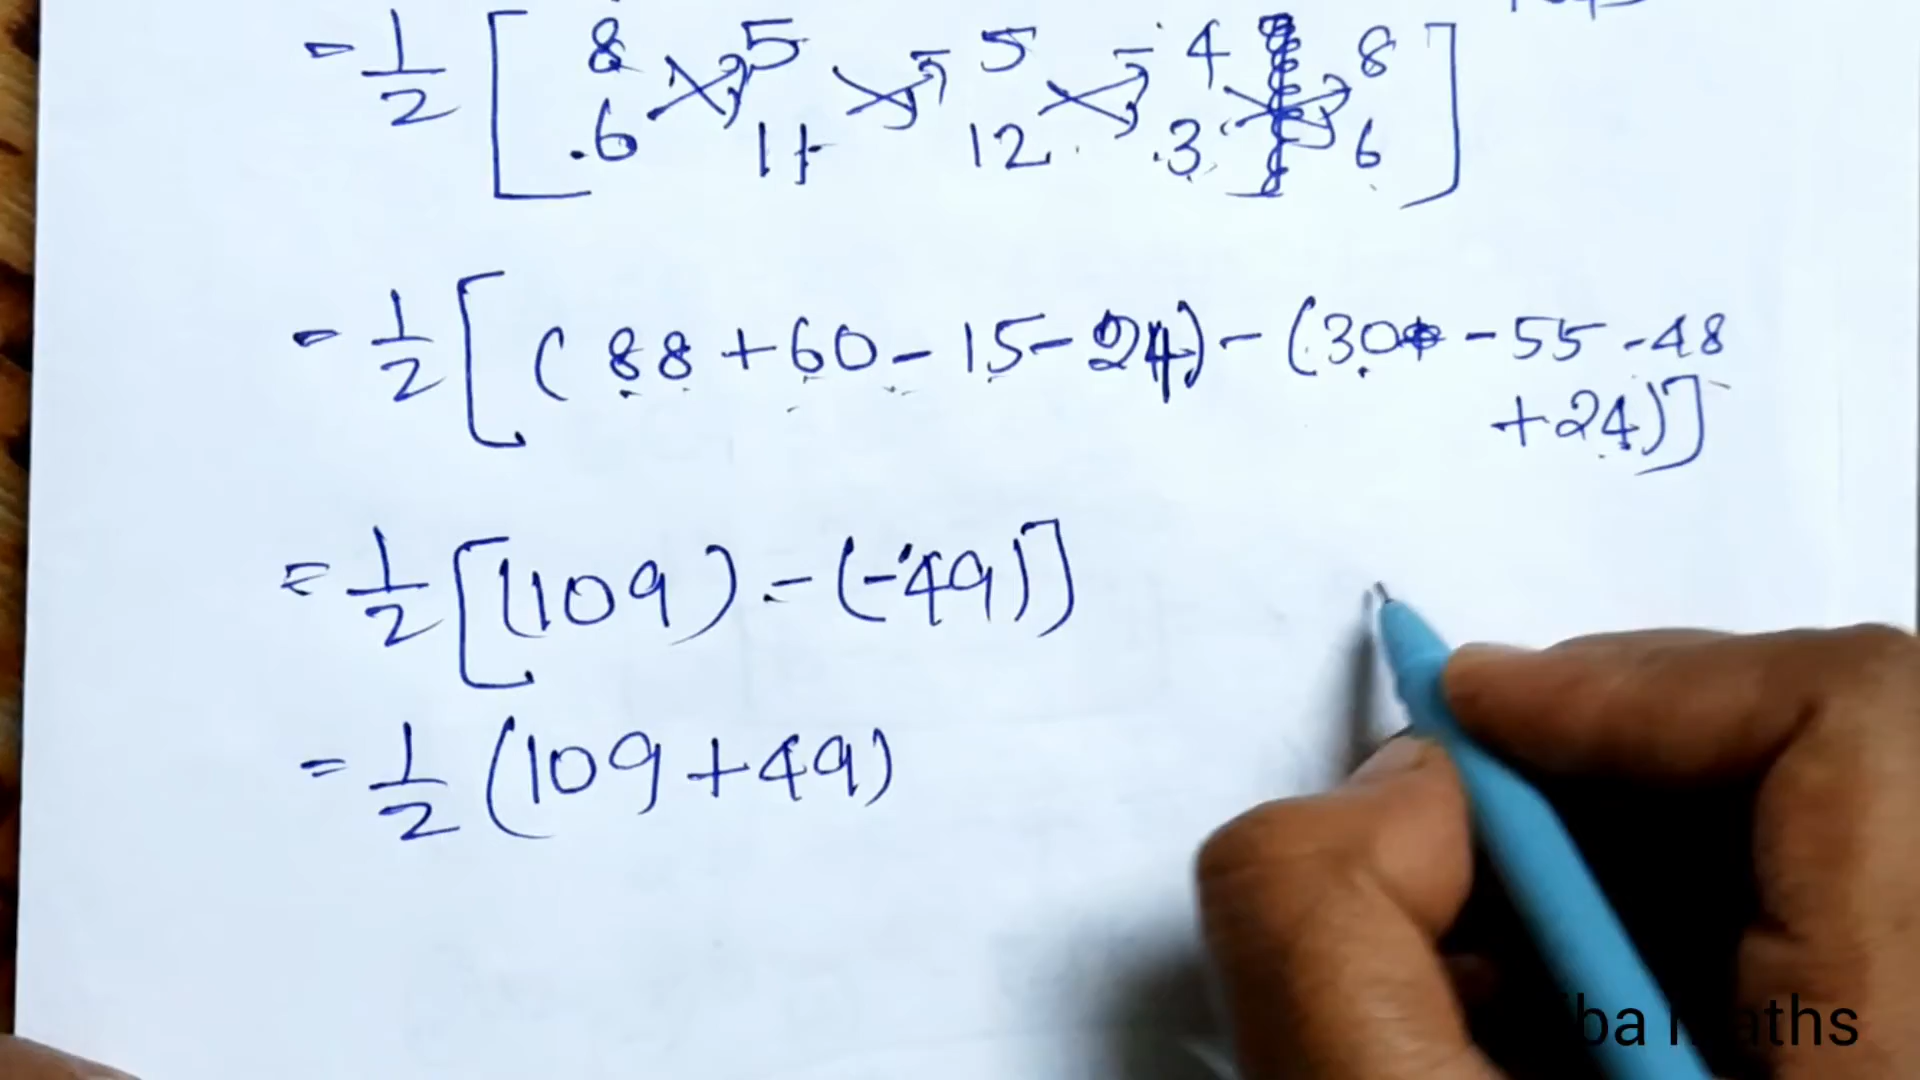 = 1/2 [ 8 5 -5 -4 8
6 11 12 3 6 ]
= 1/2 [ ( 88 + 60 - 15 - 24 ) - ( 30 - 55 - 48
+ 24 ) ]
= 1/2 [ ( 109 ) - ( - 49 ) ]
= 1/2 ( 109 + 49 )